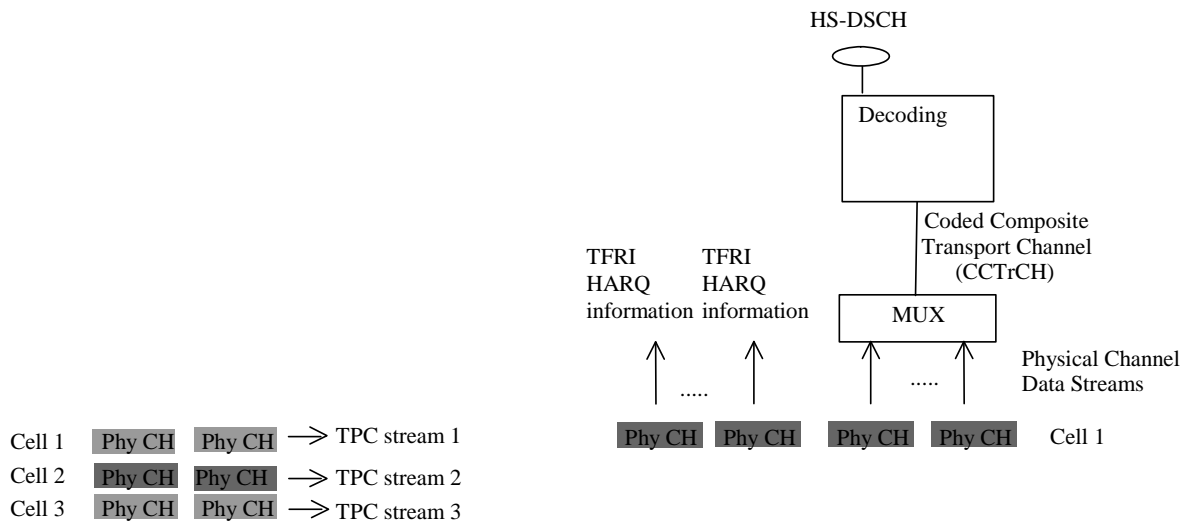 HS-DSCH
Decoding
Coded Composite
Transport Channel
(CCTrCH)
TFRI
HARQ
information
TFRI
HARQ
information
MUX
Physical Channel
Data Streams
.....
.....
Phy CH Phy CH Phy CH Phy CH Cell 1
Cell 1 Phy CH Phy CH TPC stream 1
Cell 2 Phy CH Phy CH TPC stream 2
Cell 3 Phy CH Phy CH TPC stream 3